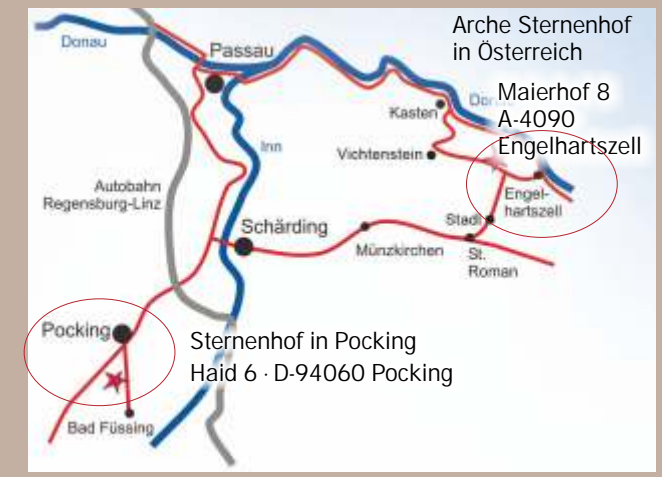 Arche Sternenhof
in Österreich
Donau
Passau
Maierhof 8
A-4090
Engelhartszell
Kasten
Inn
Vichtenstein
Autobahn
Regensburg-Linz
Engel-
hartszell
Schärding
Stadl
Münzkirchen
St.
Roman
Pocking
Sternenhof in Pocking
Haid 6 · D-94060 Pocking
Bad Füssing